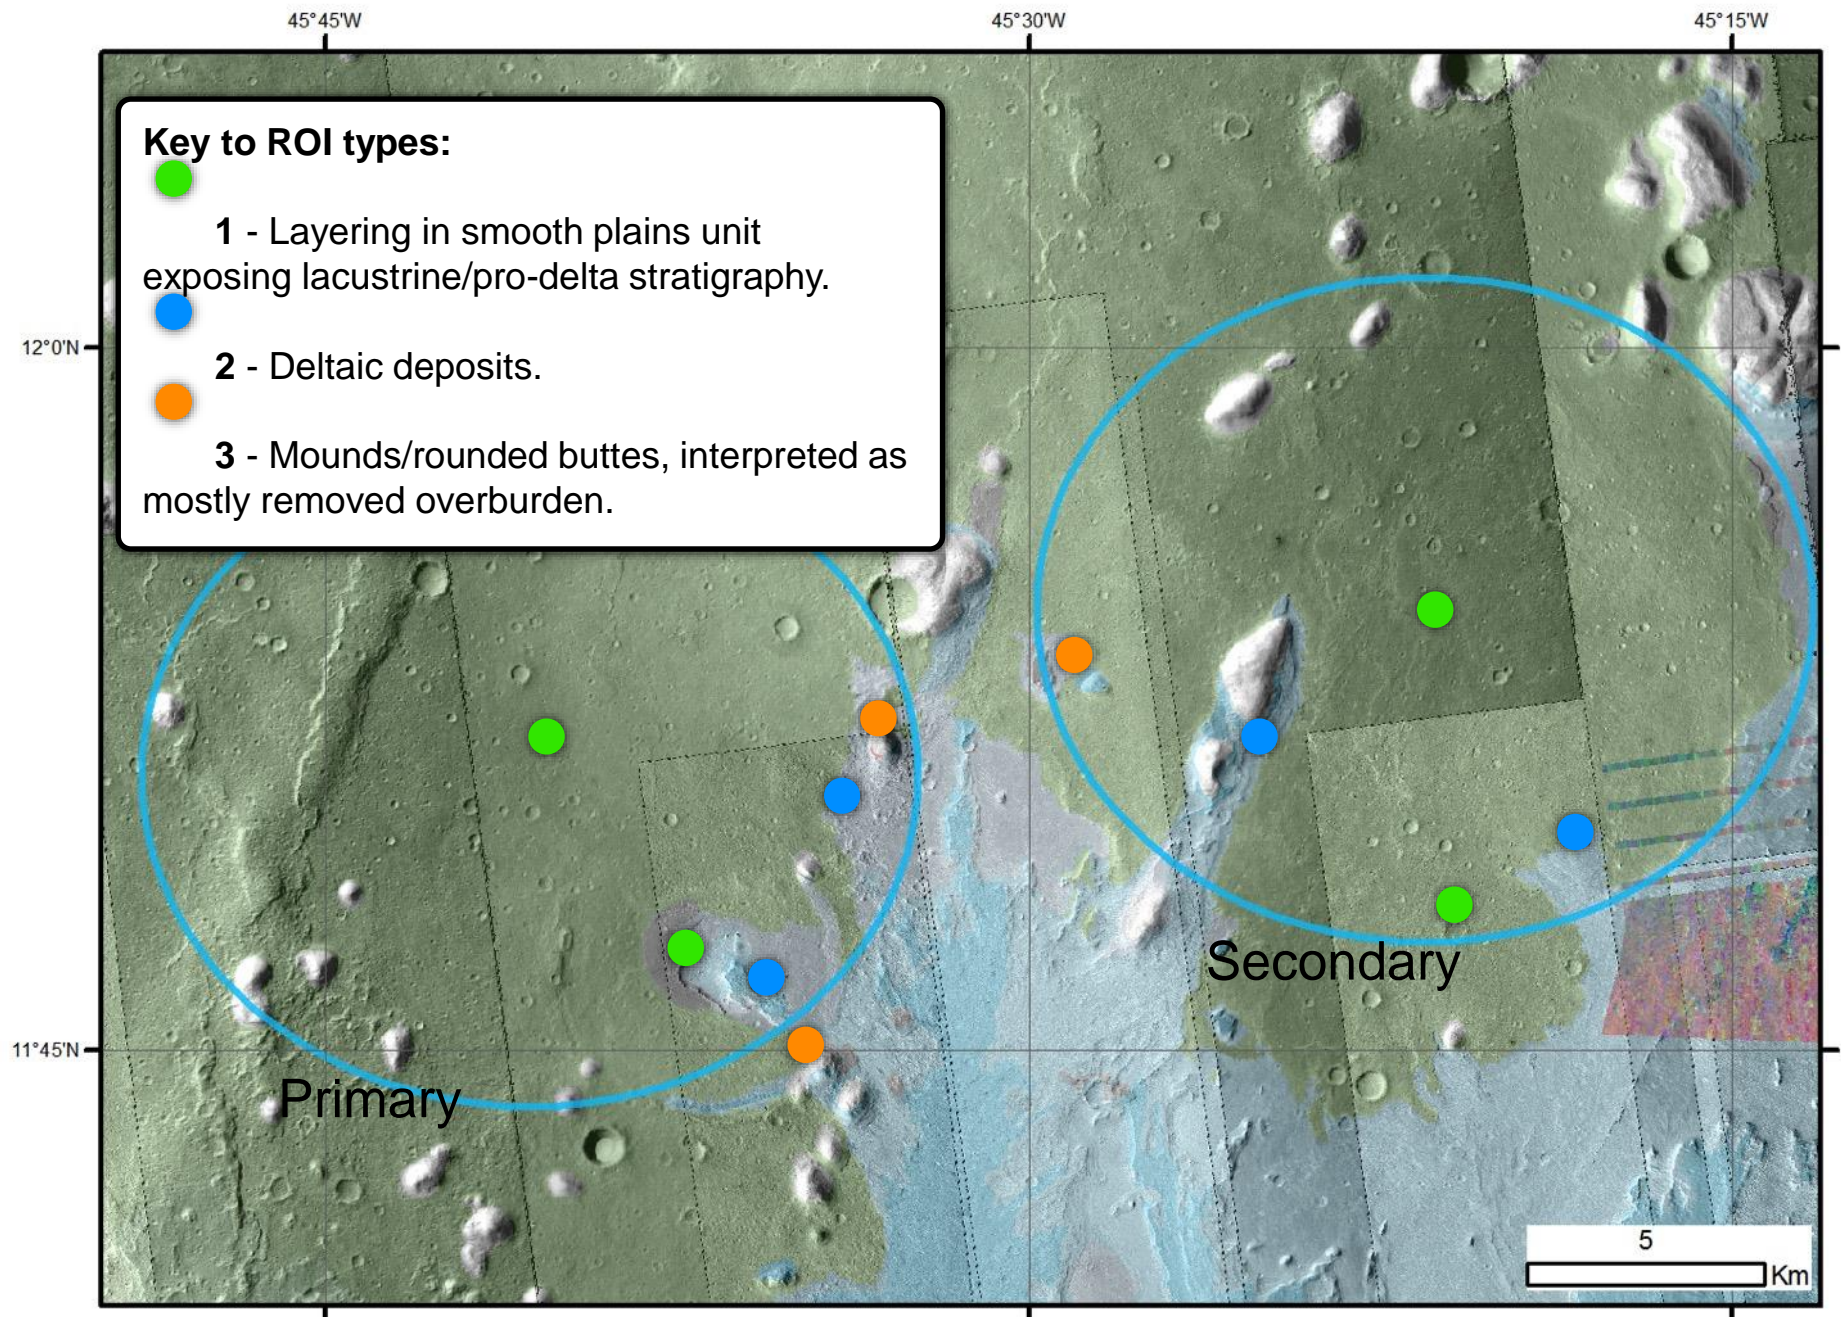 45°45'W
45°30'W
45°15'W
Key to ROI types:
1 - Layering in smooth plains unit
exposing lacustrine/pro-delta stratigraphy.
2 - Deltaic deposits.
3 - Mounds/rounded buttes, interpreted as
mostly removed overburden.
12°0'N
Secondary
11°45'N
Primary
5
Km